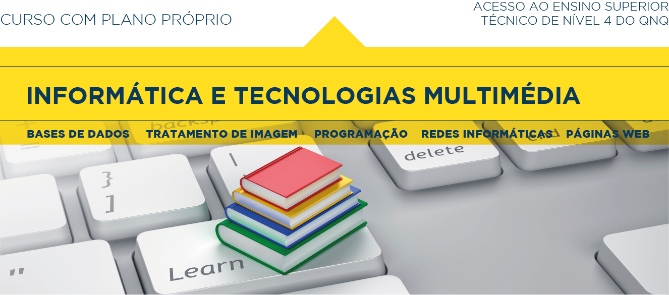 CURSO COM PLANO PRÓPRIO
ACESSO AO ENSINO SUPERIOR
TÉCNICO DE NÍVEL 4 DO QNQ
INFORMÁTICA E TECNOLOGIAS MULTIMÉDIA
BASES DE DADOS TRATAMENTO DE IMAGEM PROGRAMAÇÃO REDES INFORMÁTICAS PÁGINAS WEB
delete
}
]
|
"
Learn